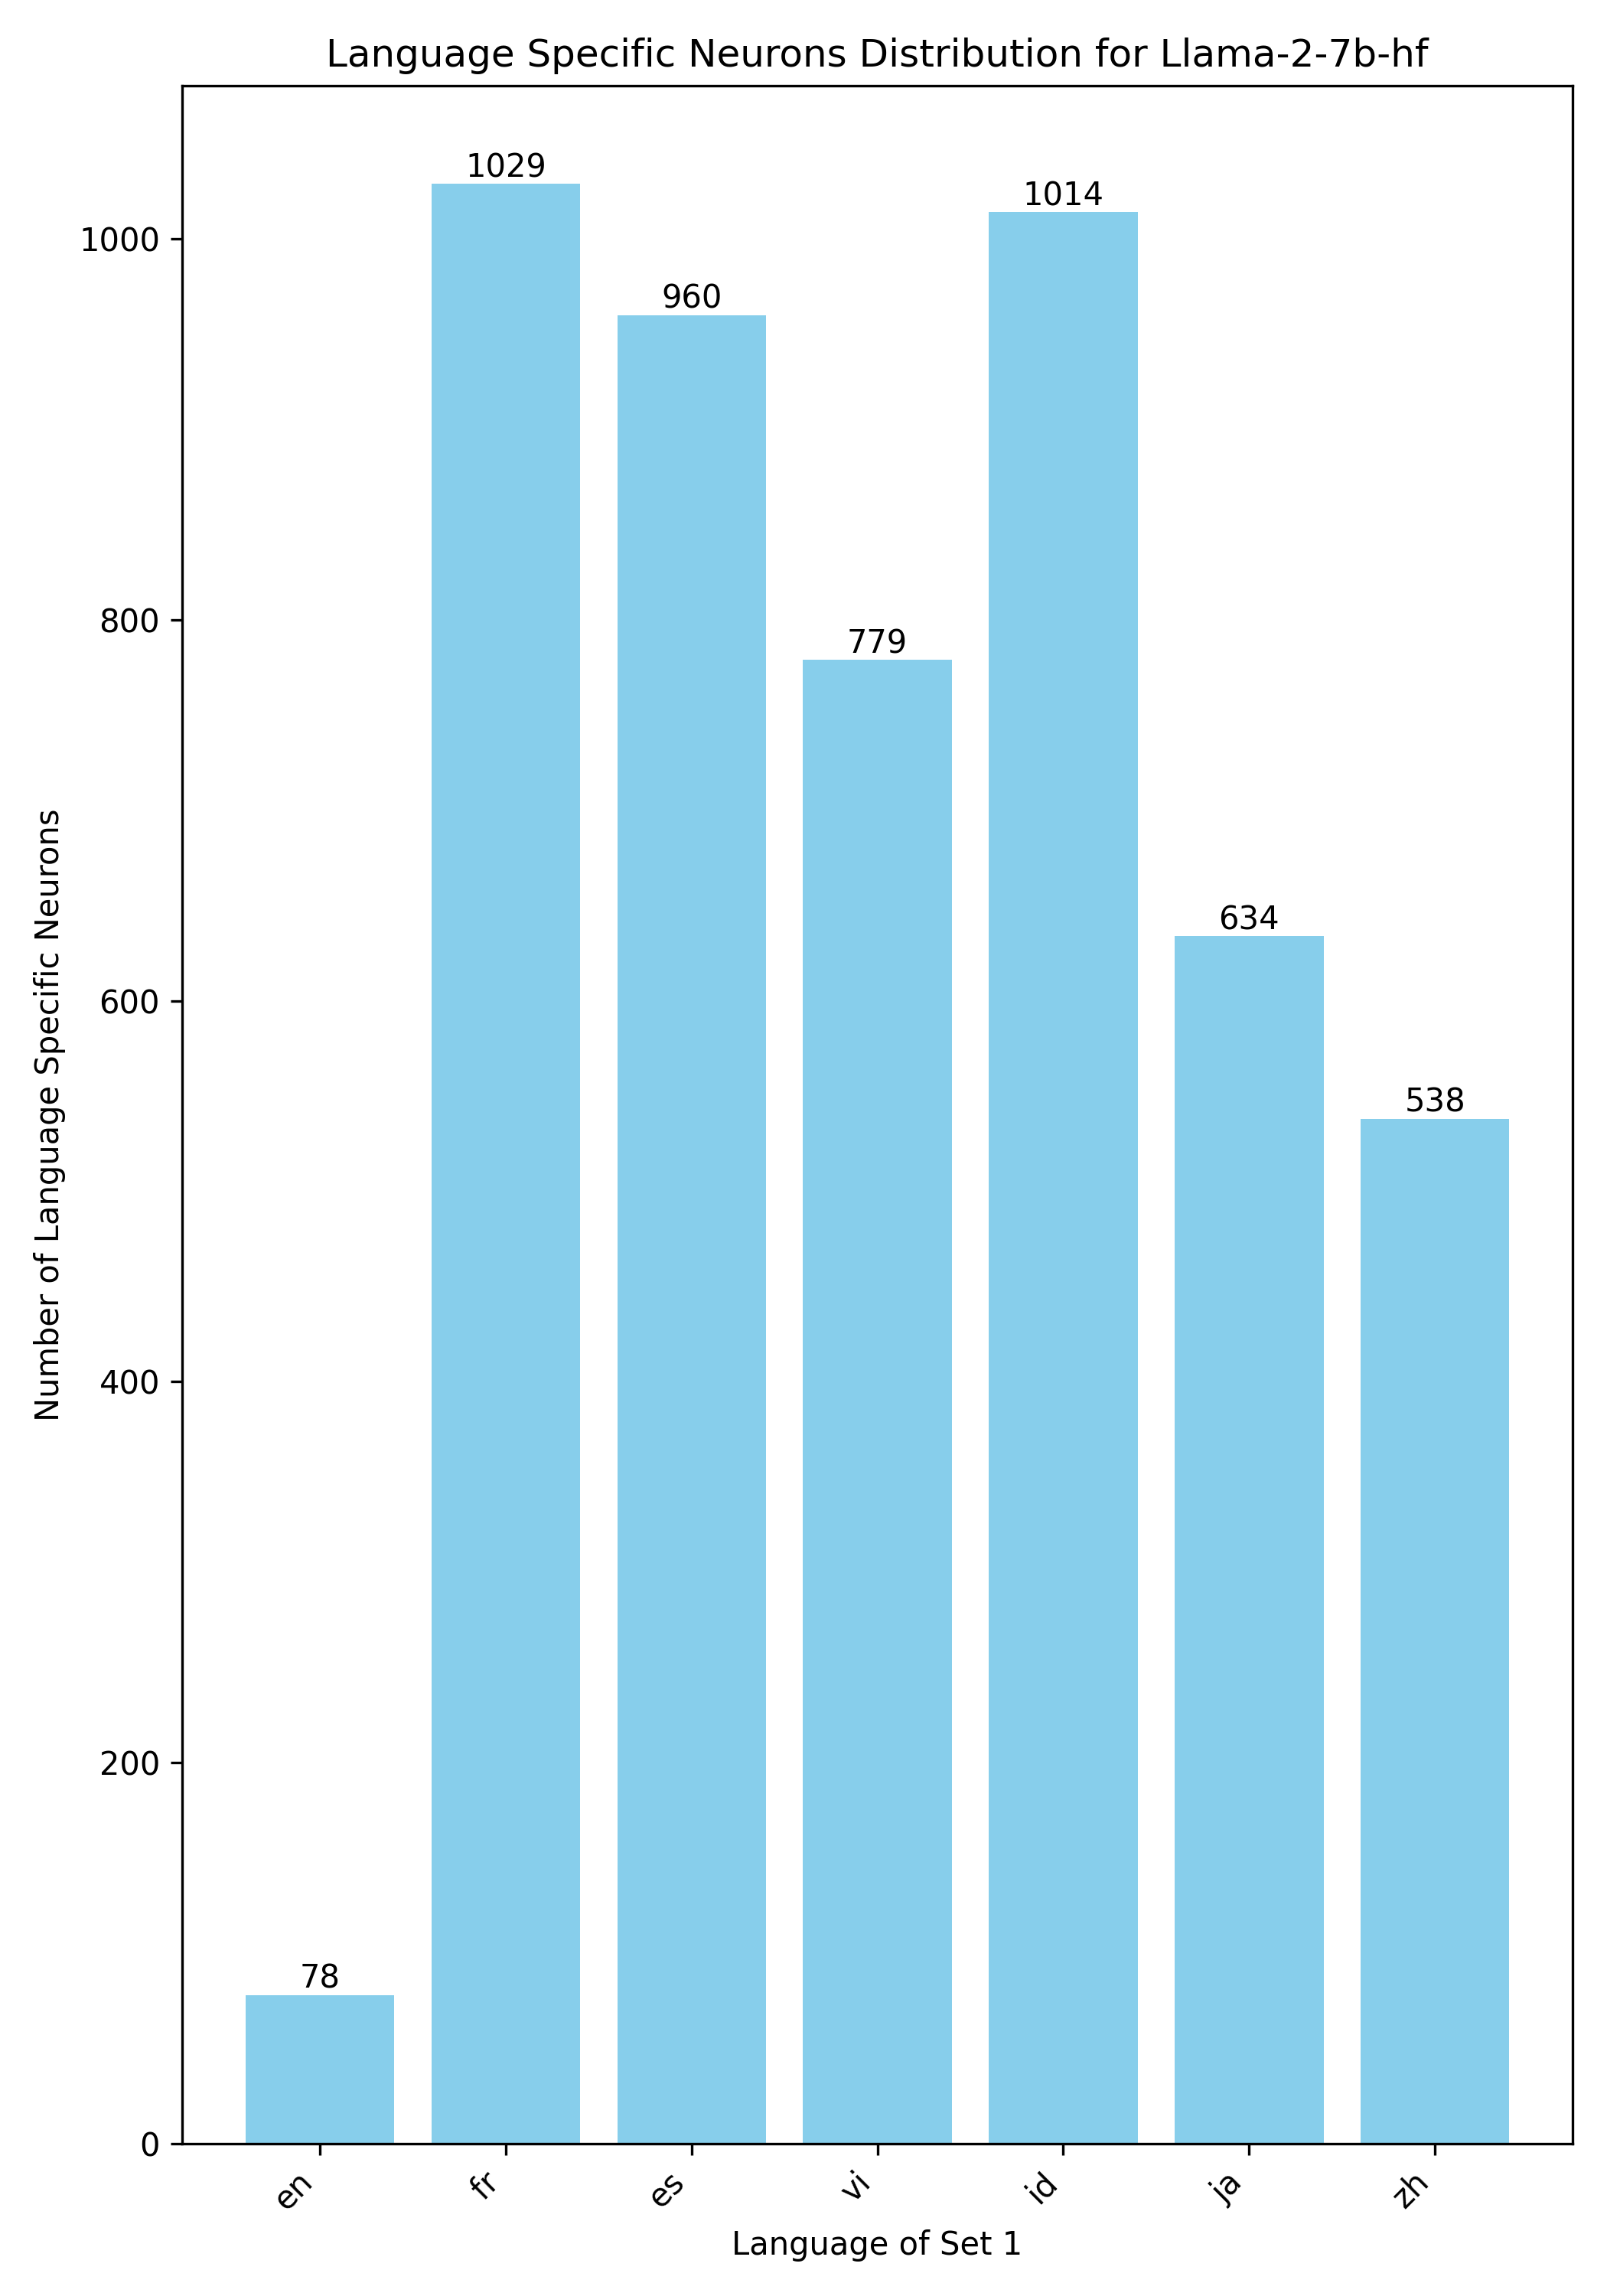 Language Specific Neurons Distribution for Llama-2-7b-hf
Number of Language Specific Neurons
1000
800
600
400
200
0
78
1029
960
779
1014
634
538
en
fr
es
vi
id
ja
zh
Language of Set 1